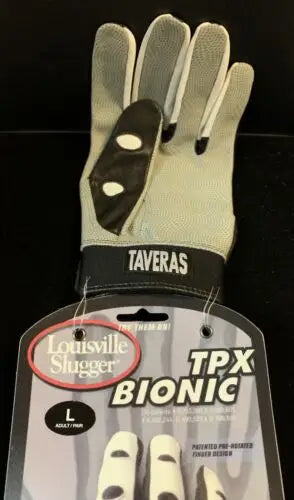 TAVERAS
TRY THEM ON!
Louisville
Slugger®
TPX
BIONIC
L
ADULT / PAIR
PATENTED PRE-ROTATED
FINGER DESIGN